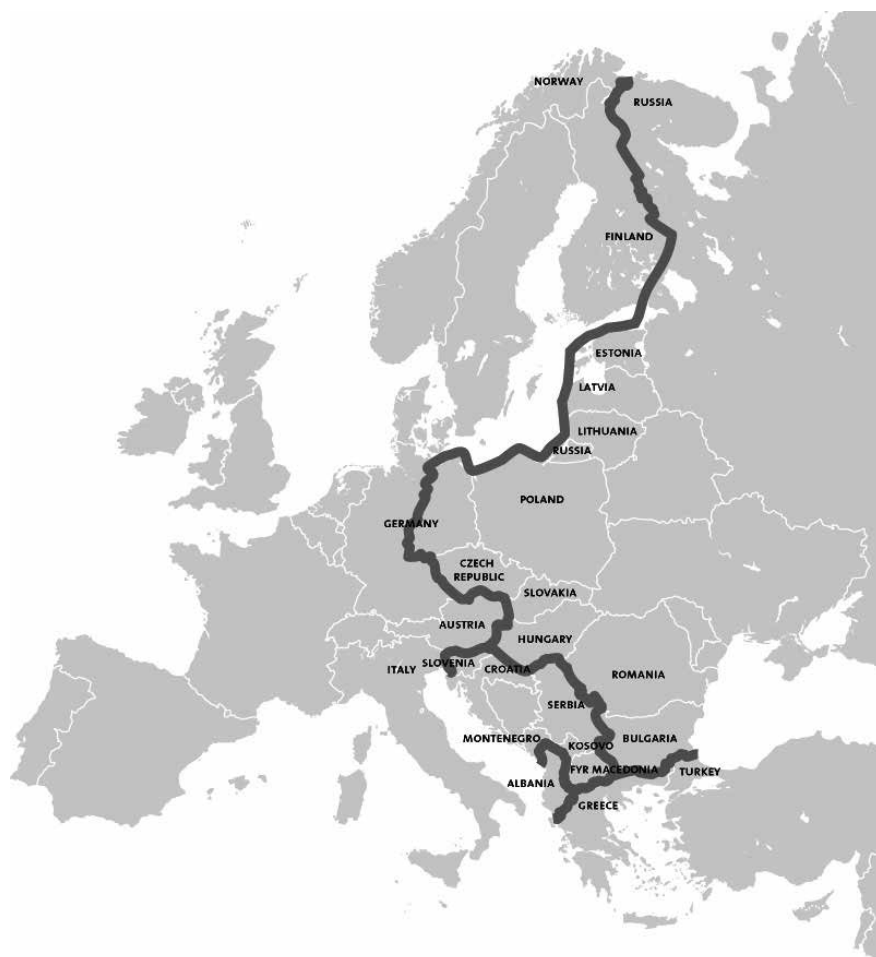 NORWAY
RUSSIA
FINLAND
ESTONIA
LATVIA
LITHUANIA
RUSSIA
POLAND
GERMANY
CZECH
REPUBLIC
SLOVAKIA
AUSTRIA
HUNGARY
SLOVENIA
ITALY
CROATIA
ROMANIA
SERBIA
MONTENEGRO
KOSOVO
BULGARIA
FYR MACEDONIA
TURKEY
ALBANIA
GREECE